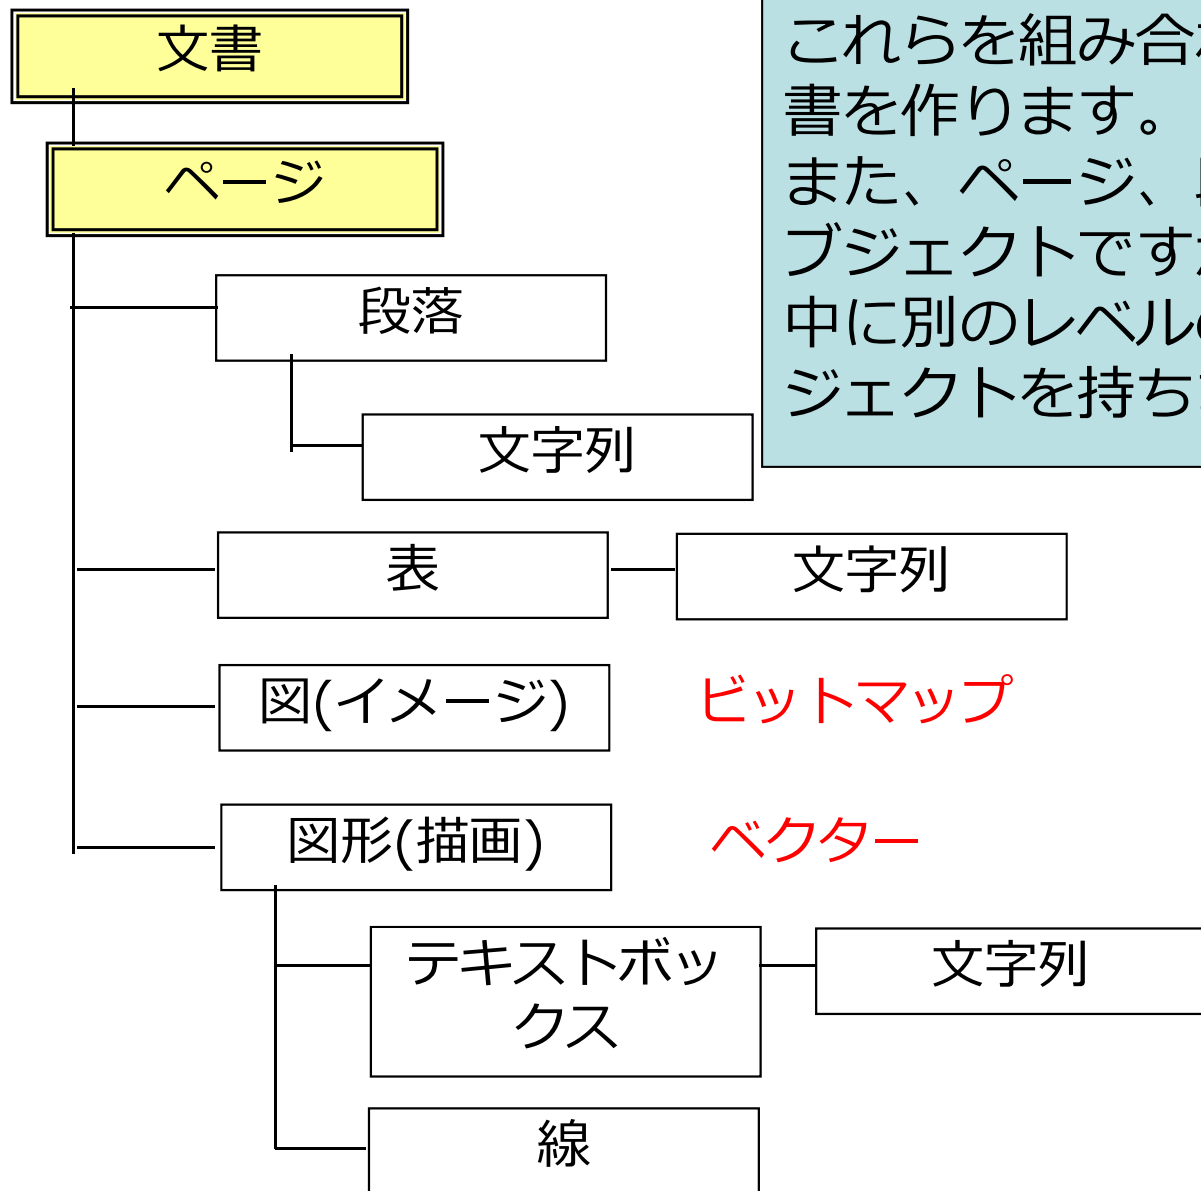 文書
ページ
段落
文字列
表
文字列
図(イメージ)
ビットマップ
図形(描画)
ベクター
テキストボッ
クス
文字列
線
これらを組み合
書を作ります。
また、ページ、
ブジェクトです
中に別のレベル
ジェクトを持ち